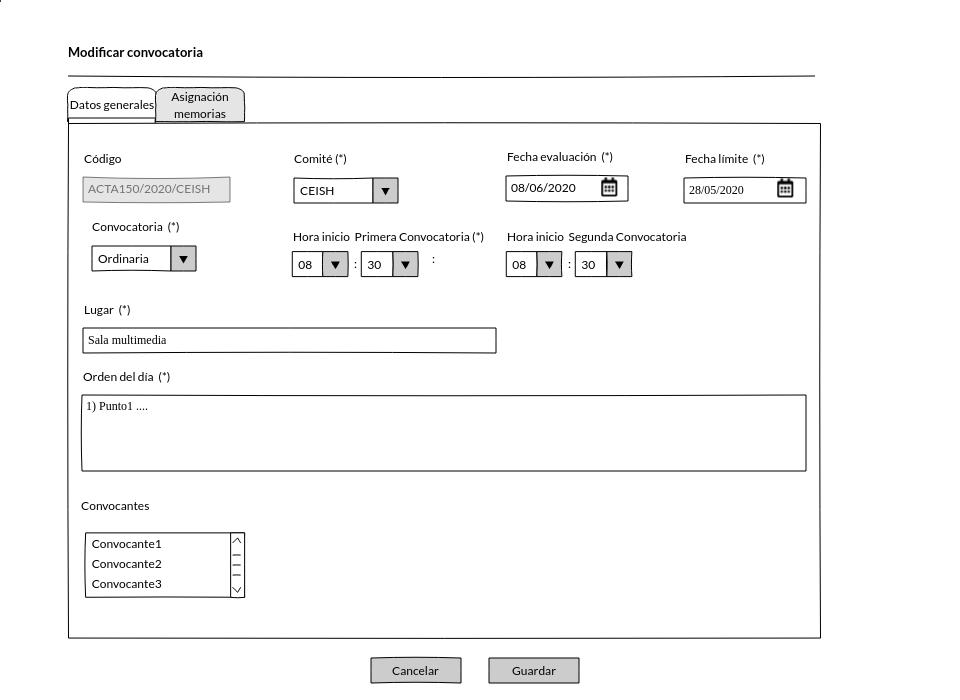 Modificar convocatoria
Datos generales
Asignación
memorias
Código
Comité (*)
Fecha evaluación (*)
Fecha límite (*)
ACTA150/2020/CEISH
CEISH
08/06/2020
28/05/2020
Convocatoria (*)
Hora inicio Primera Convocatoria (*)
Hora inicio Segunda Convocatoria
Ordinaria
08 : 30 :
08 : 30
Lugar (*)
Sala multimedia
Orden del día (*)
1) Punto1 ....
Convocantes
Convocante1
Convocante2
Convocante3
Cancelar
Guardar